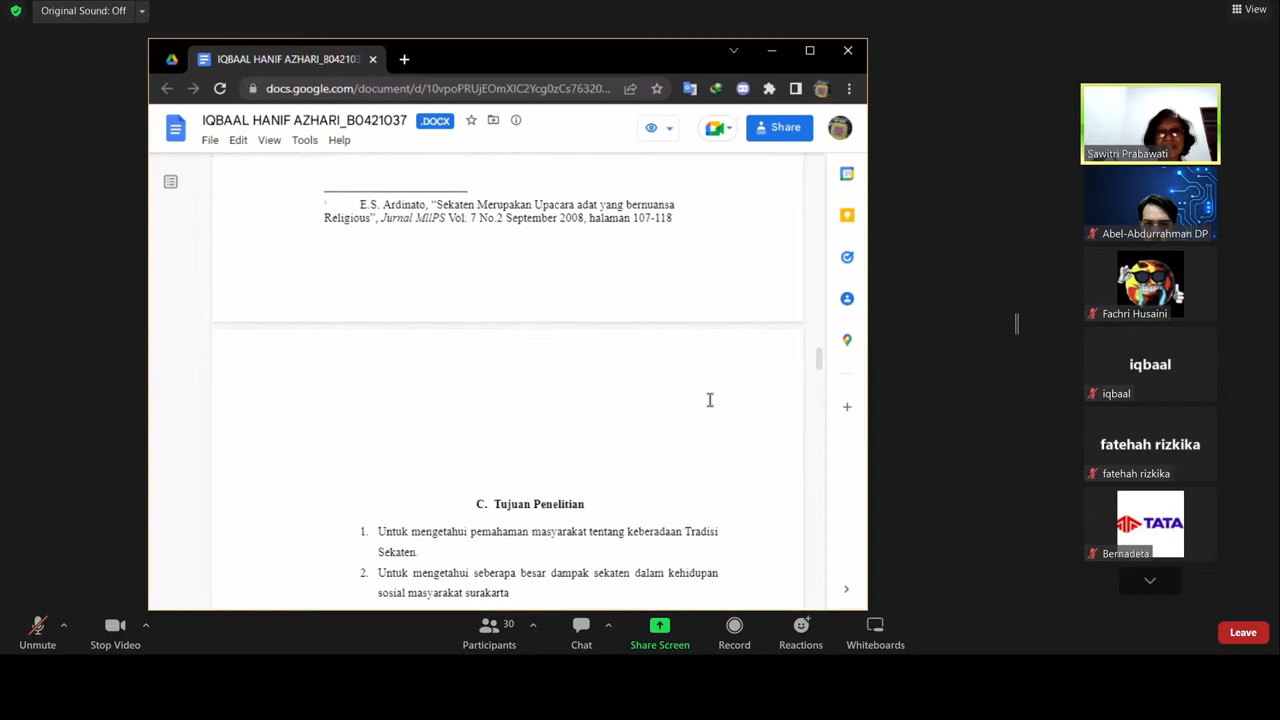 Original Sound: Off
View
IQBAAL HANIF AZHARI_B042103
docs.google.com/document/d/10vpoPRUjEOmXlC2Ycg0zCs76320...
IQBAAL HANIF AZHARI_B0421037
.DOCX
Share
File Edit View Tools Help
1 E.S. Ardinato, “Sekaten Merupakan Upacara adat yang bernuansa
Religious”, Jurnal MilPS Vol. 7 No.2 September 2008, halaman 107-118
C. Tujuan Penelitian
1. Untuk mengetahui pemahaman masyarakat tentang keberadaan Tradisi
Sekaten.
2. Untuk mengetahui seberapa besar dampak sekaten dalam kehidupan
sosial masyarakat surakarta
Sawitri Prabawati
Abel-Abdurrahman DP
Fachri Husaini
iqbaal
iqbaal
fatehah rizkika
fatehah rizkika
TATA
Bernadeta
Unmute
Stop Video
30
Participants
Chat
Share Screen
Record
Reactions
Whiteboards
Leave